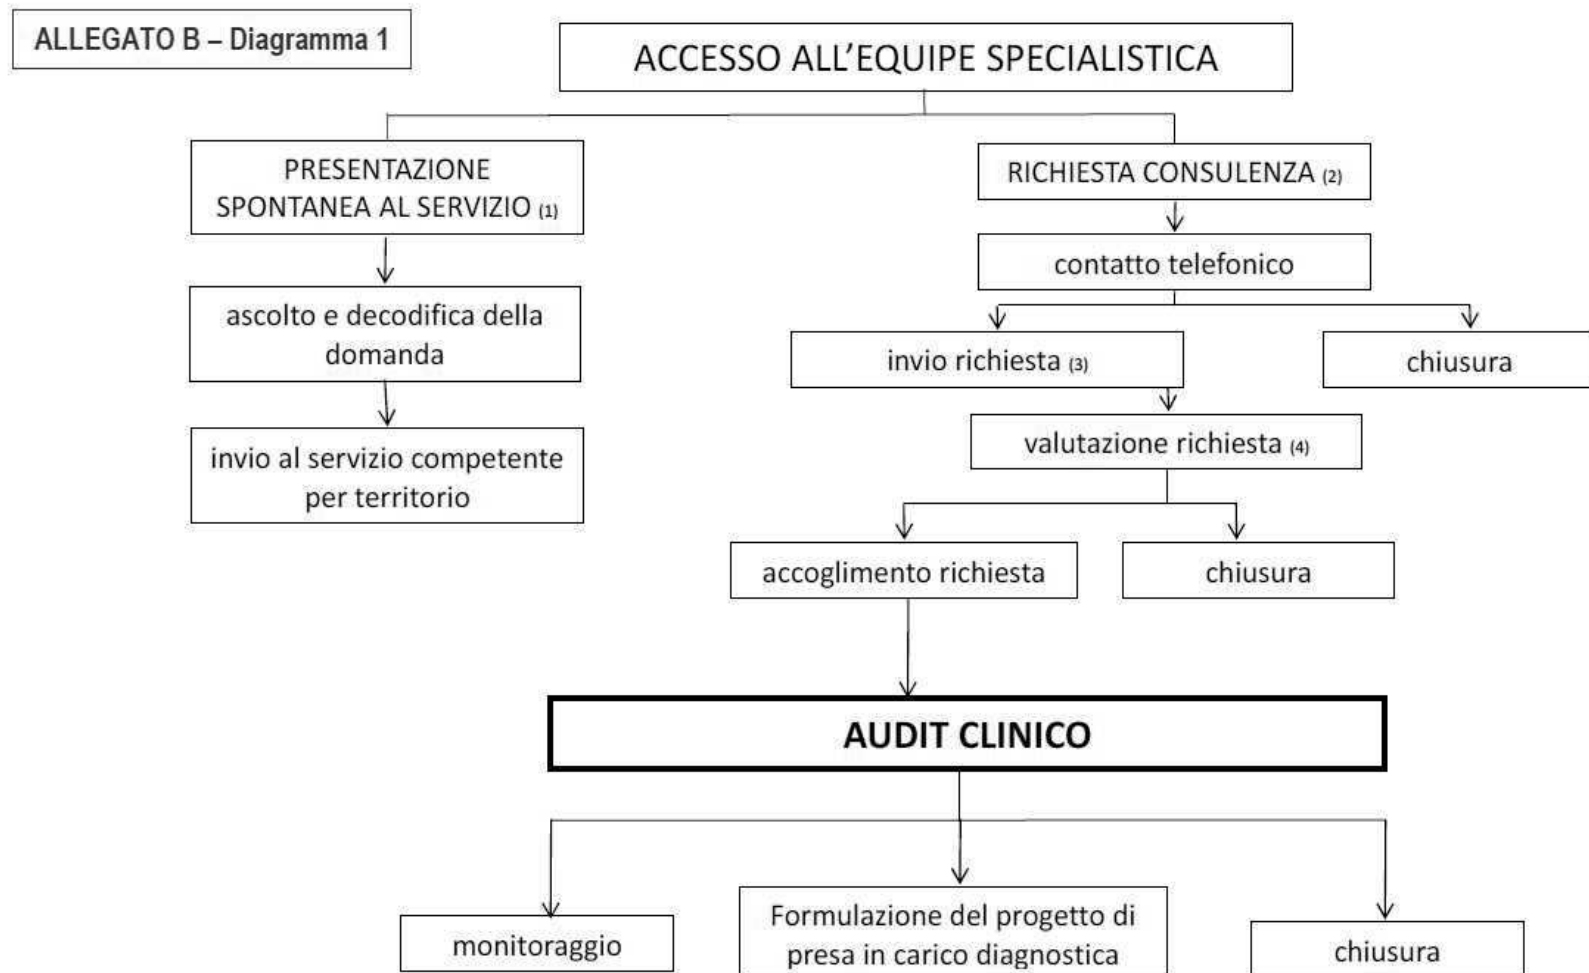 ALLEGATO B – Diagramma 1
ACCESSO ALL’EQUIPE SPECIALISTICA
PRESENTAZIONE
SPONTANEA AL SERVIZIO (1)
RICHIESTA CONSULENZA (2)
contatto telefonico
ascolto e decodifica della
domanda
invio richiesta (3)
chiusura
invio al servizio competente
per territorio
valutazione richiesta (4)
accoglimento richiesta
chiusura
AUDIT CLINICO
monitoraggio
Formulazione del progetto di
presa in carico diagnostica
chiusura